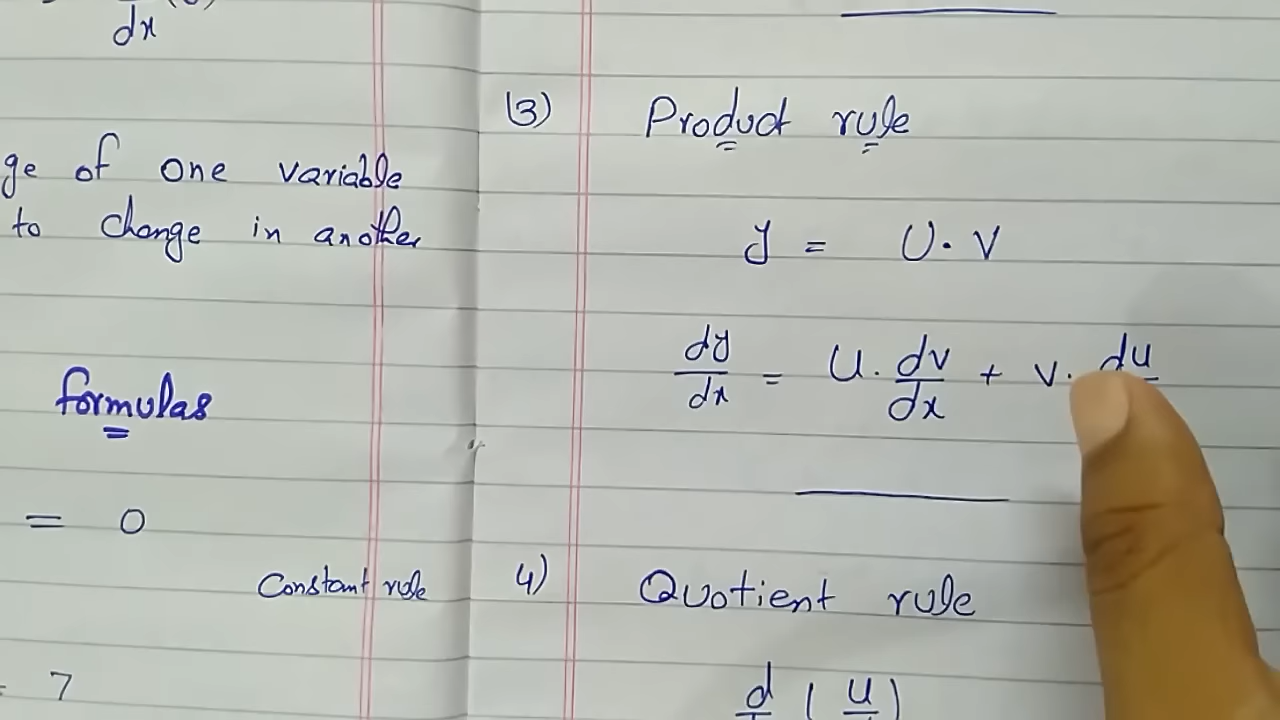 dx
ge of one variable
to change in another
formulas
= 0
Constant rule
7
(3) Product rule
y = U · V
dy/dx = U · dv/dx + V · du
4) Quotient rule
d (u)